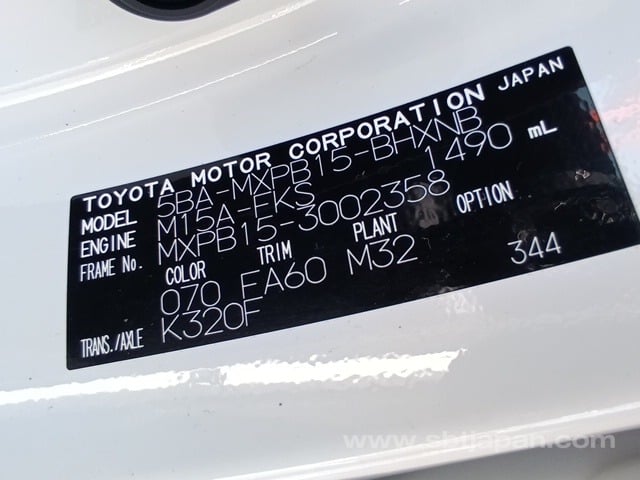 TOYOTA MOTOR CORPORATION JAPAN
MODEL 5BA-MXPB15-BHXNB
ENGINE M15A-FKS 1490 mL
FRAME No. MXPB15-3002358
COLOR TRIM PLANT OPTION
070 FA60 M32 344
TRANS./AXLE K320F
www.sbtjapan.com